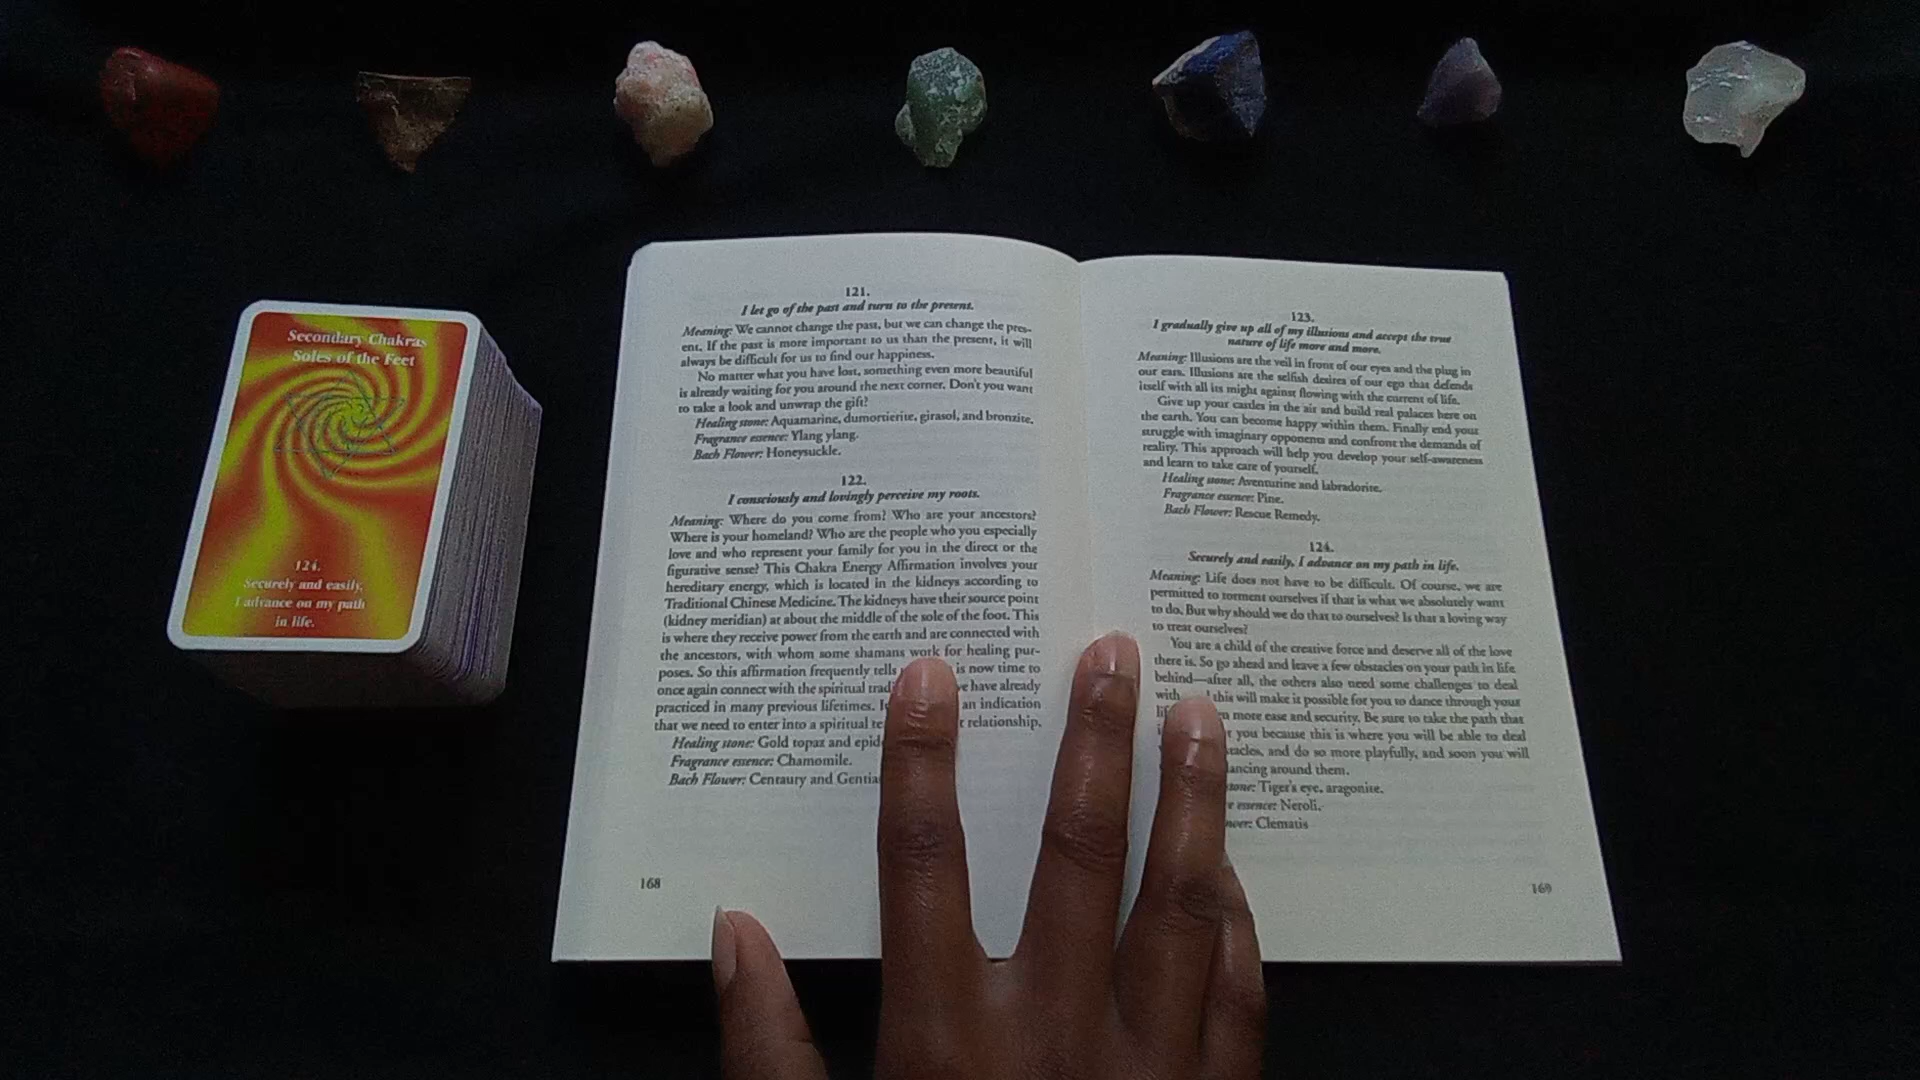 Secondary Chakras
Soles of the Feet
124.
Securely and easily,
I advance on my path
in life.
121.
I let go of the past and turn to the present.
Meaning: We cannot change the past, but we can change the pres-
ent. If the past is more important to us than the present, it will
always be difficult for us to find our happiness.
No matter what you have lost, something even more beautiful
is already waiting for you around the next corner. Don't you want
to take a look and unwrap the gift?
Healing stone: Aquamarine, dumortierite, girasol, and bronzite.
Fragrance essence: Ylang ylang.
Bach Flower: Honeysuckle.
122.
I consciously and lovingly perceive my roots.
Meaning: Where do you come from? Who are your ancestors?
Where is your homeland? Who are the people who you especially
love and who represent your family for you in the direct or the
figurative sense? This Chakra Energy Affirmation involves your
hereditary energy, which is located in the kidneys according to
Traditional Chinese Medicine. The kidneys have their source point
(kidney meridian) at about the middle of the sole of the foot. This
is where they receive power from the earth and are connected with
the ancestors, with whom some shamans work for healing pur-
poses. So this affirmation frequently tells is now time to
once again connect with the spiritual have already
practiced in many previous lifetimes. an indication
that we need to enter into a spiritual relationship.
Healing stone: Gold topaz and
Fragrance essence: Chamomile.
Bach Flower: Centaury and
168
123.
I gradually give up all of my illusions and accept the true
nature of life more and more.
Meaning: Illusions are the veil in front of our eyes and the plug in
our ears. Illusions are the selfish desires of our ego that defends
itself with all its might against flowing with the current of life.
Give up your castles in the air and build real palaces here on
the earth. You can become happy within them. Finally end your
struggle with imaginary opponents and confront the demands of
reality. This approach will help you develop your self-awareness
and learn to take care of yourself.
Healing stone: Aventurine and labradorite.
Fragrance essence: Pine.
Bach Flower: Rescue Remedy.
124.
Securely and easily, I advance on my path in life.
Meaning: Life does not have to be difficult. Of course, we are
permitted to torment ourselves if that is what we absolutely want
to do. But why should we do that to ourselves? Is that a loving way
to treat ourselves?
You are a child of the creative force and deserve all of the love
there is. So go ahead and leave a few obstacles on your path in life
behind—after all, the others also need some challenges to deal
with this will make it possible for you to dance through your
more ease and security. Be sure to take the path that
you because this is where you will be able to deal
and do so more playfully, and soon you will
around them.
Tiger's eye, aragonite.
essence: Neroli.
Clematis
169